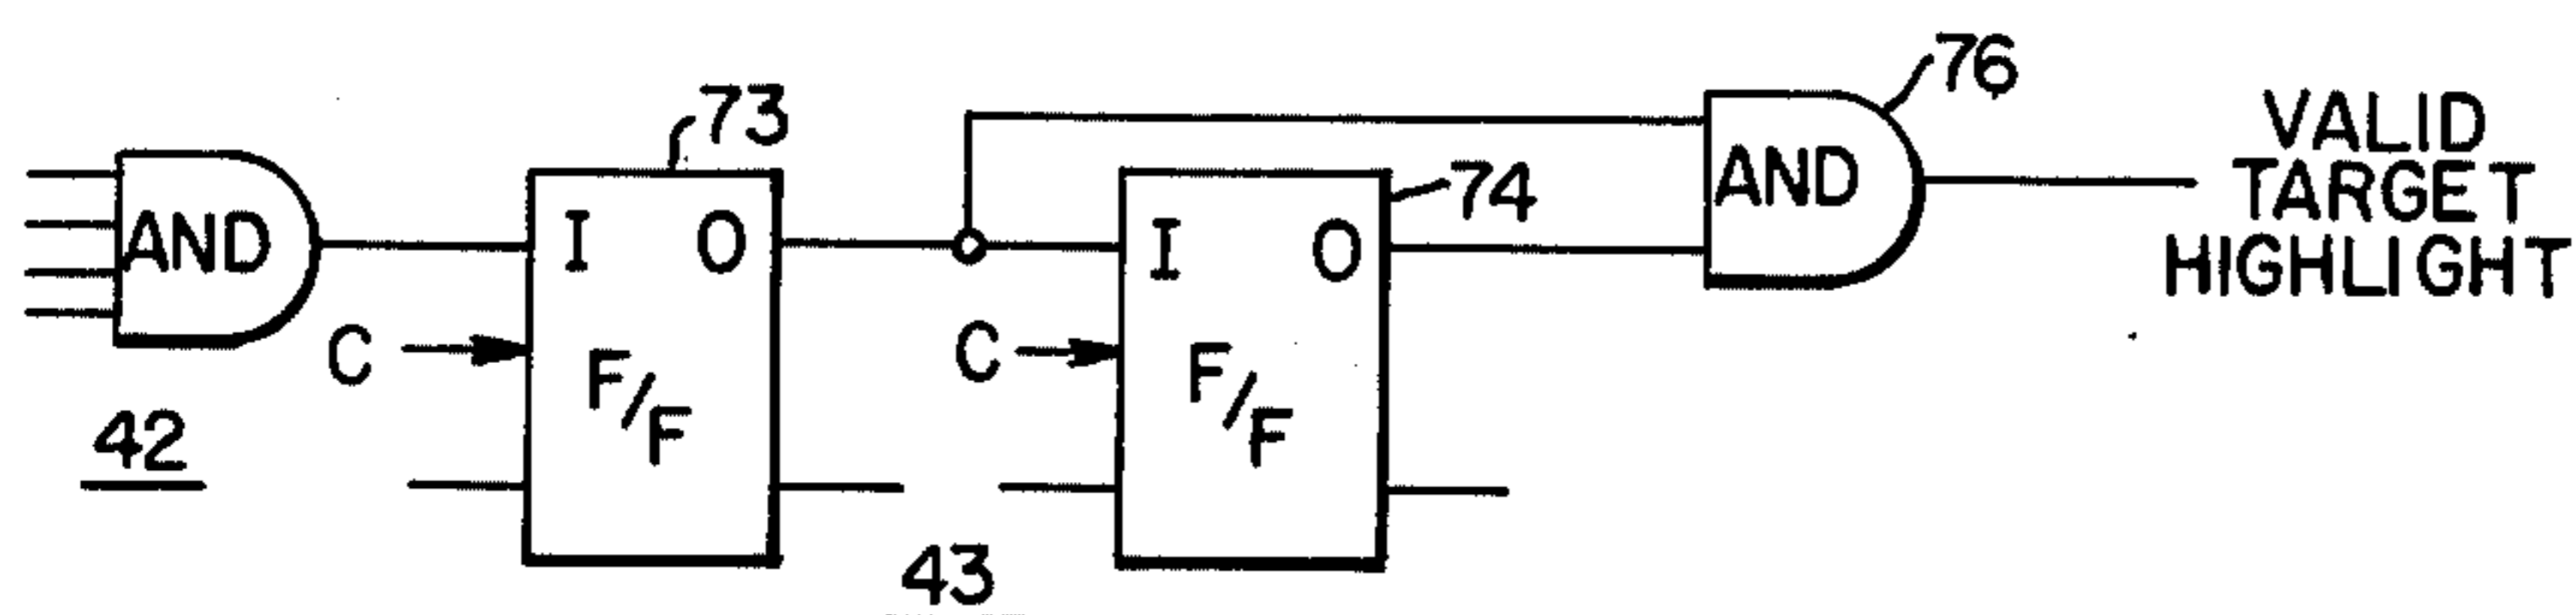 AND
42
C
73
I O
F/F
43
C
74
I O
F/F
76
AND
VALID
TARGET
HIGHLIGHT